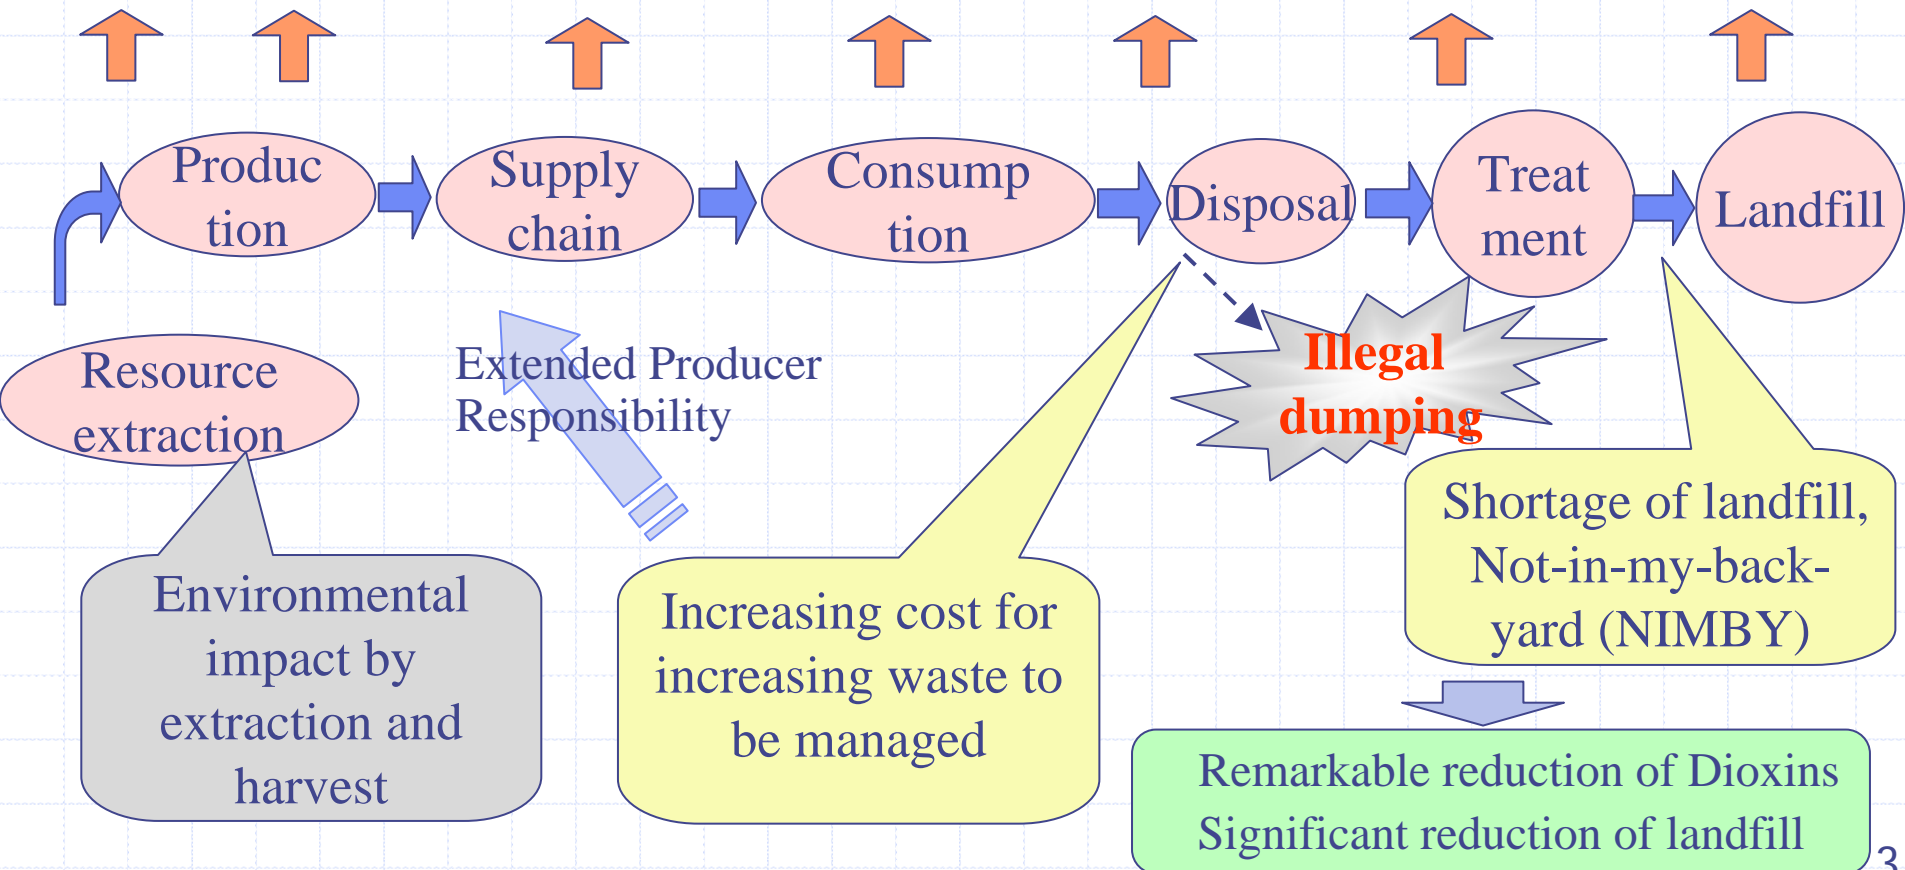 Produc
tion
Supply
chain
Consump
tion
Disposal
Treat
ment
Landfill
Resource
extraction
Extended Producer
Responsibility
Illegal
dumping
Environmental
impact by
extraction and
harvest
Increasing cost for
increasing waste to
be managed
Shortage of landfill,
Not-in-my-back-
yard (NIMBY)
Remarkable reduction of Dioxins
Significant reduction of landfill
3